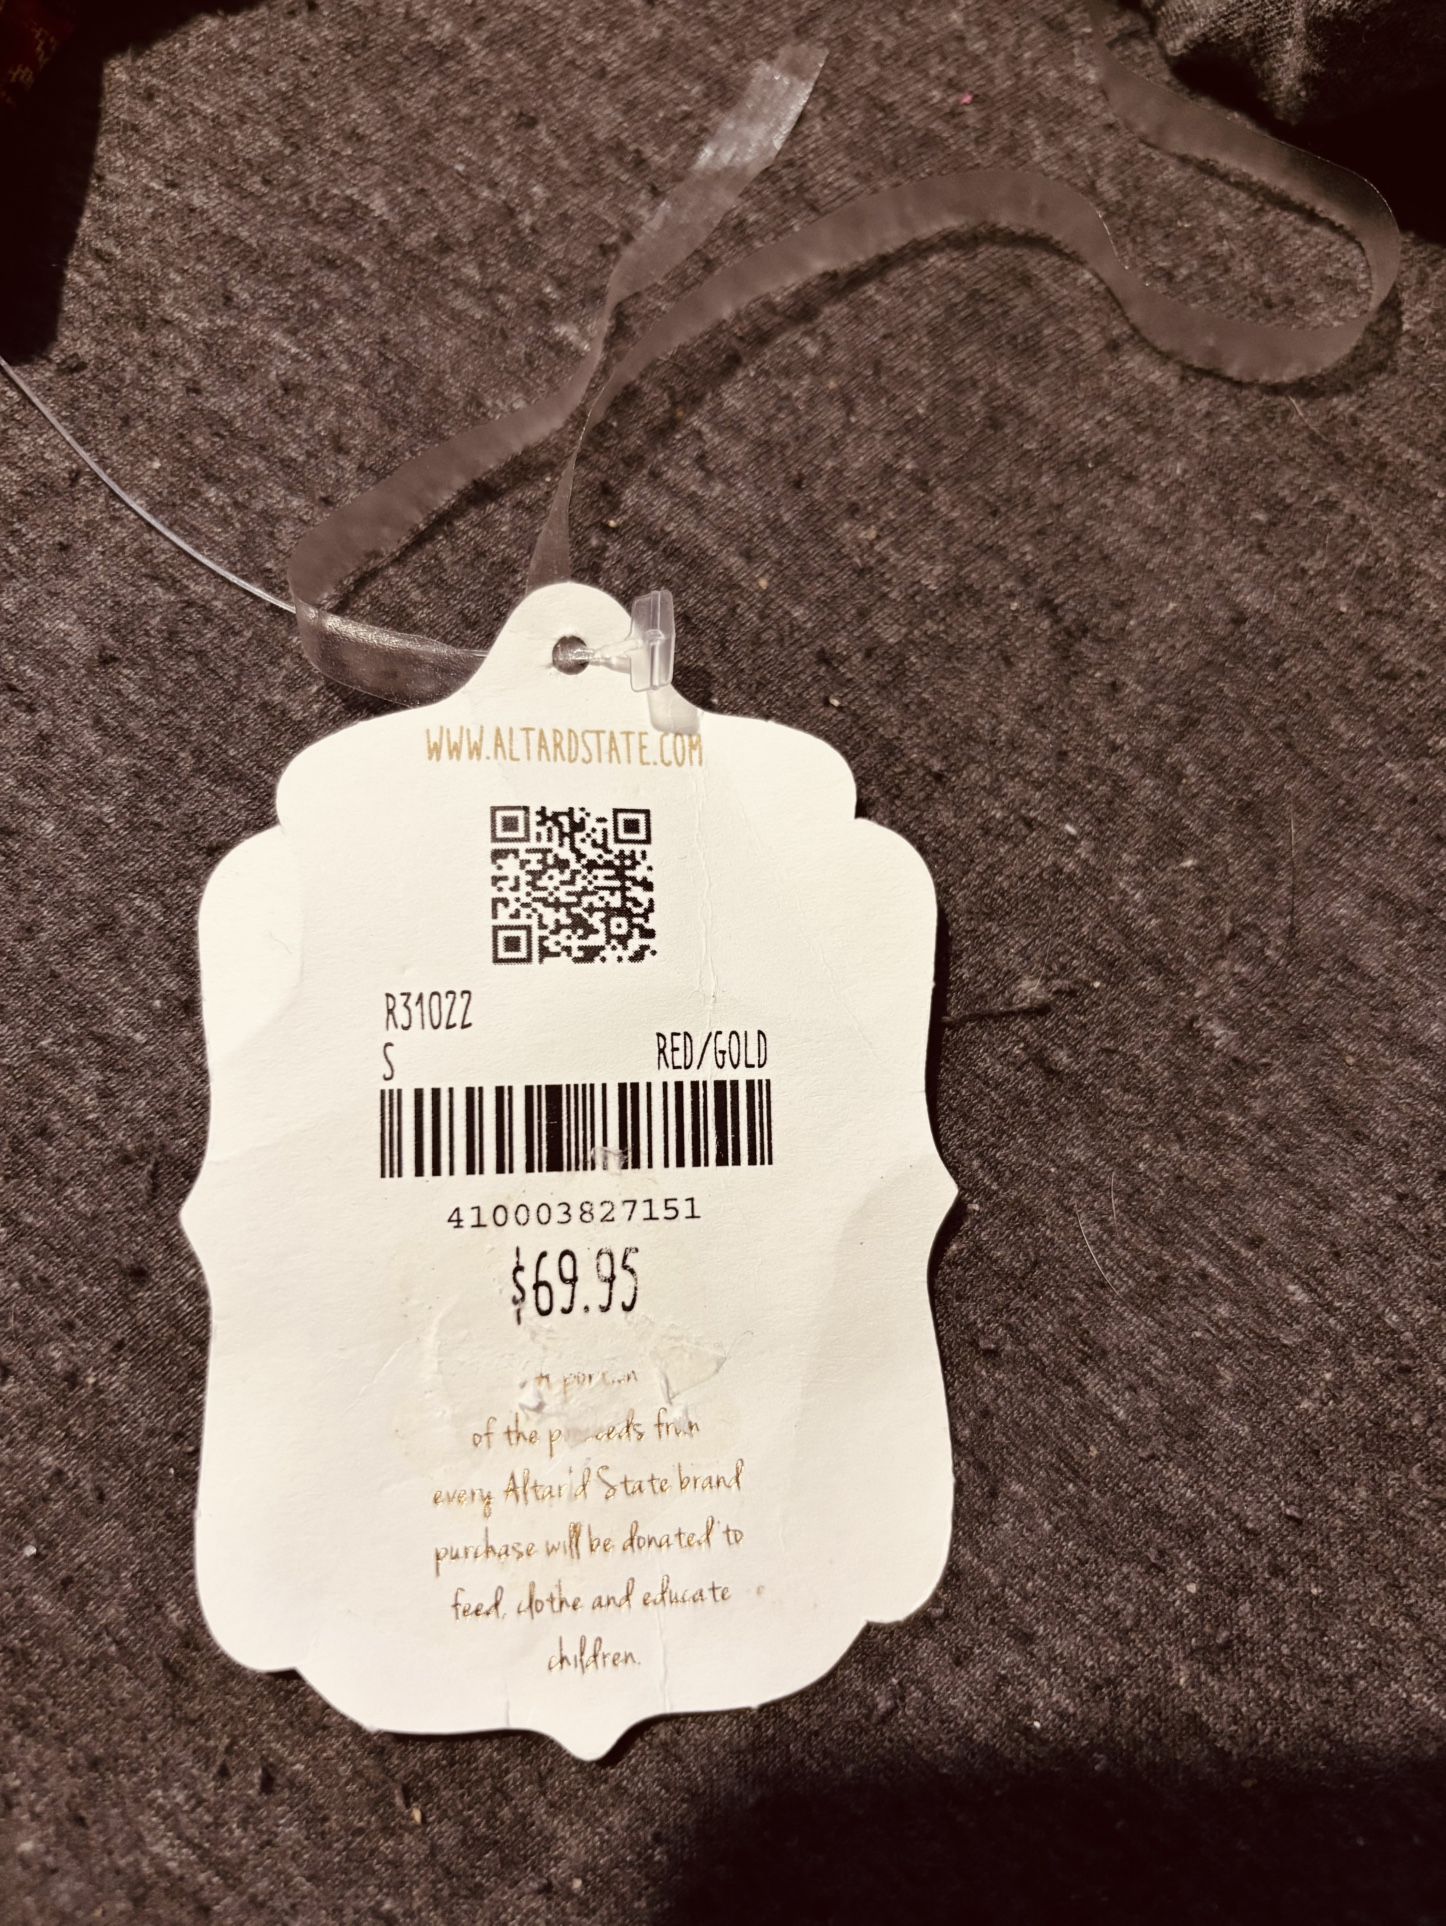 WWW.ALTARDSTATE.COM
R31022
S RED/GOLD
410003827151
$69.95
of the from
every Altar'd State brand
purchase will be donated to
feed, clothe and educate
children.